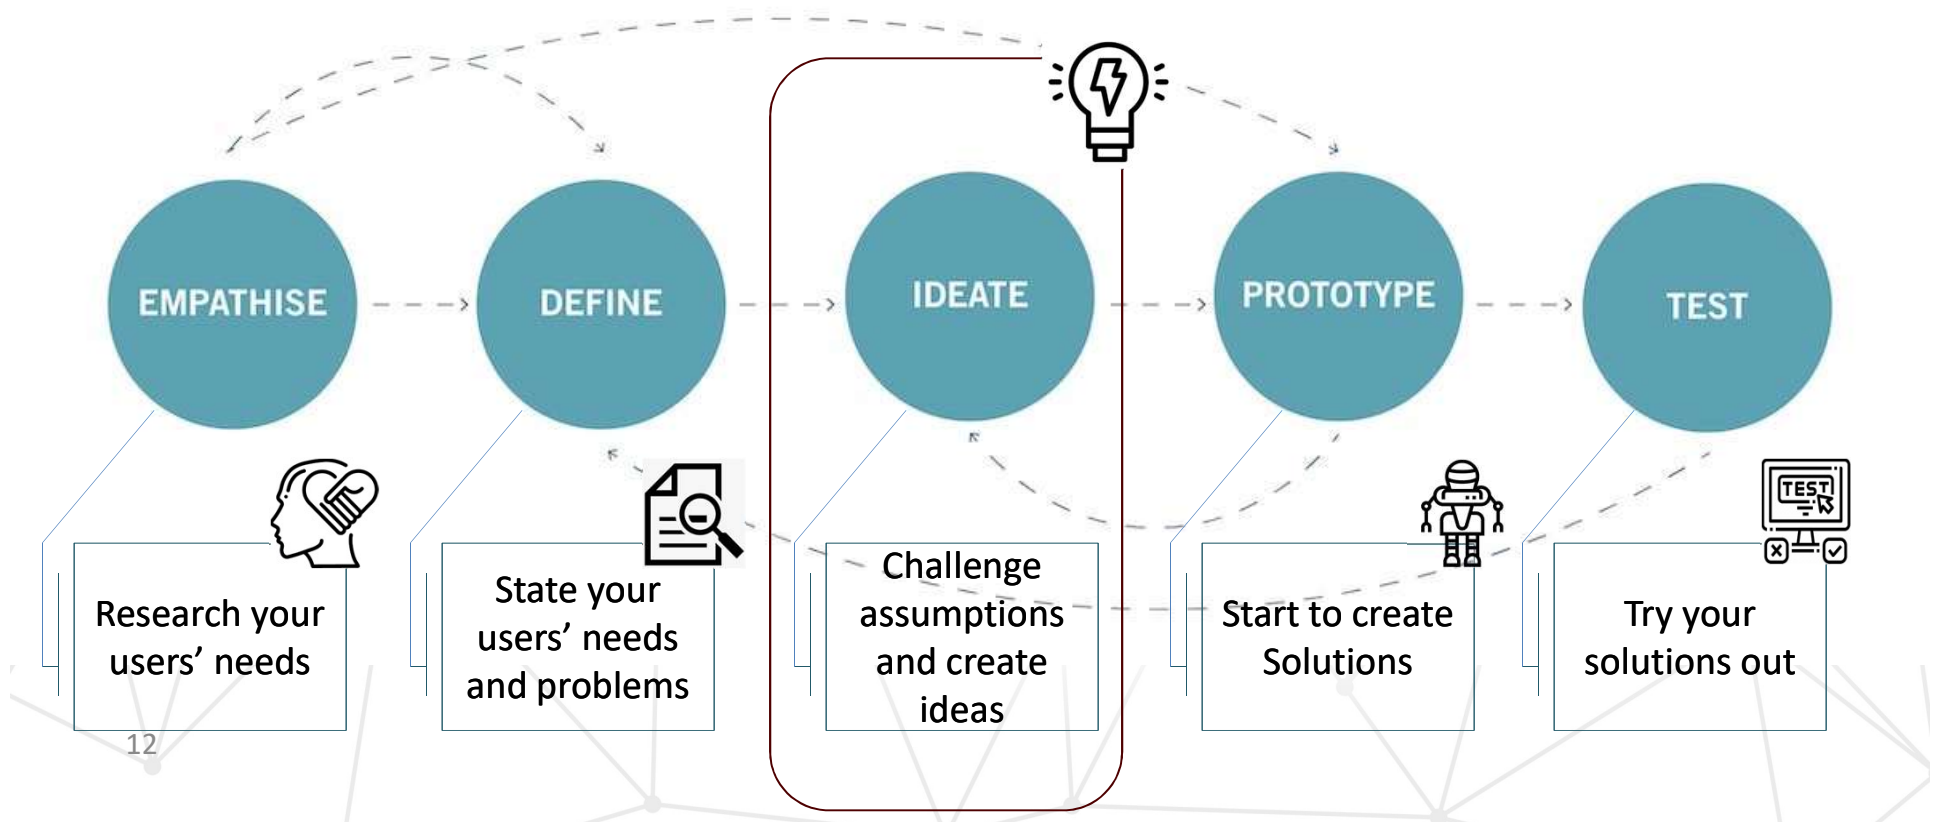 EMPATHISE
DEFINE
IDEATE
PROTOTYPE
TEST
TEST
Research your
users’ needs
State your
users’ needs
and problems
Challenge
assumptions
and create
ideas
Start to create
Solutions
Try your
solutions out
12